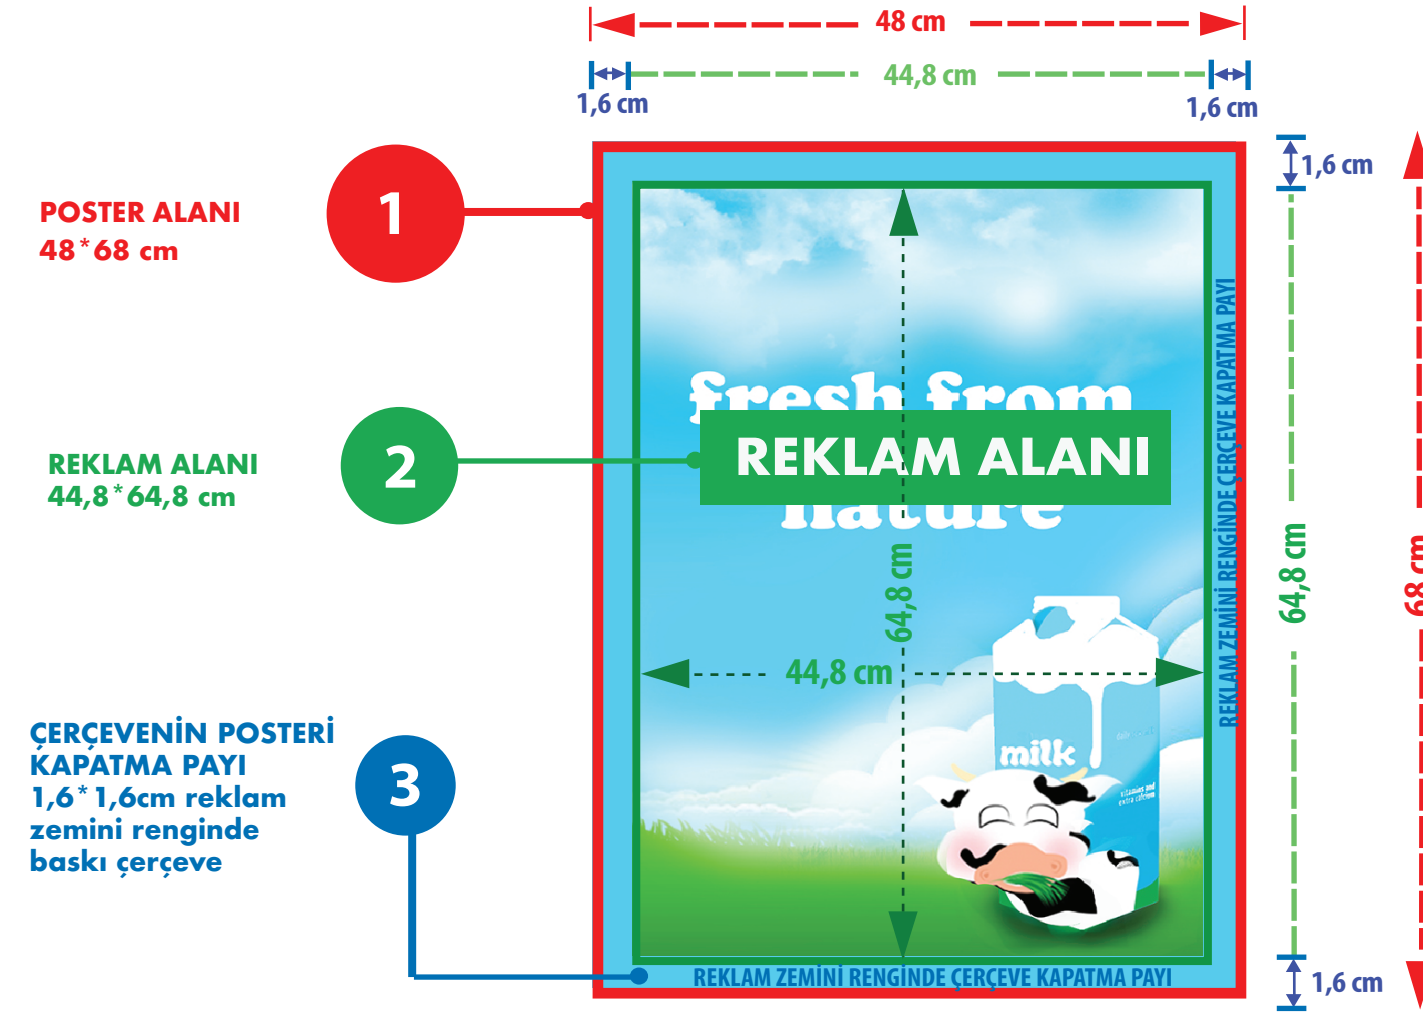 48 cm
44,8 cm
1,6 cm
1,6 cm
1,6 cm
POSTER ALANI
48*68 cm
1
fresh from
REKLAM ALANI
nature
REKLAM ALANI
44,8*64,8 cm
2
64,8 cm
44,8 cm
REKLAM ZEMİNİ RENGİNDE ÇERÇEVE KAPATMA PAYI
64,8 cm
68 cm
milk
vitamins and
extra calcium
ÇERÇEVENİN POSTERİ
KAPATMA PAYI
1,6*1,6cm reklam
zemini renginde
baskı çerçeve
3
REKLAM ZEMİNİ RENGİNDE ÇERÇEVE KAPATMA PAYI
1,6 cm